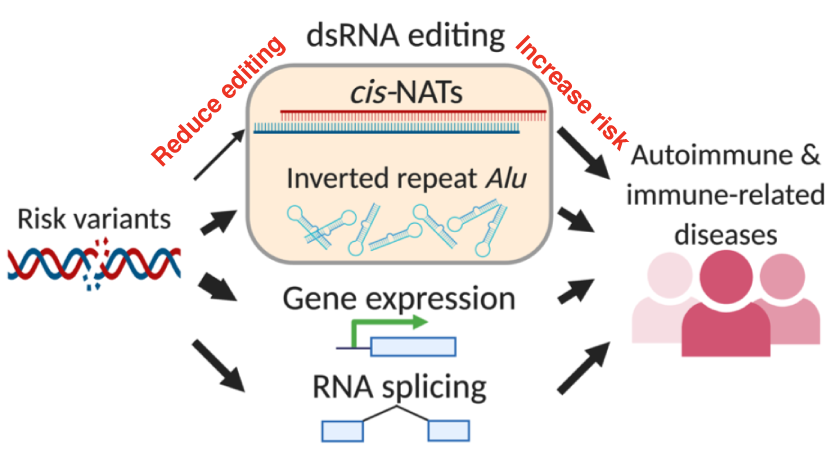 dsRNA editing
Reduce editing
Increase risk
cis-NATs
Inverted repeat Alu
Risk variants
Autoimmune &
immune-related
diseases
Gene expression
RNA splicing